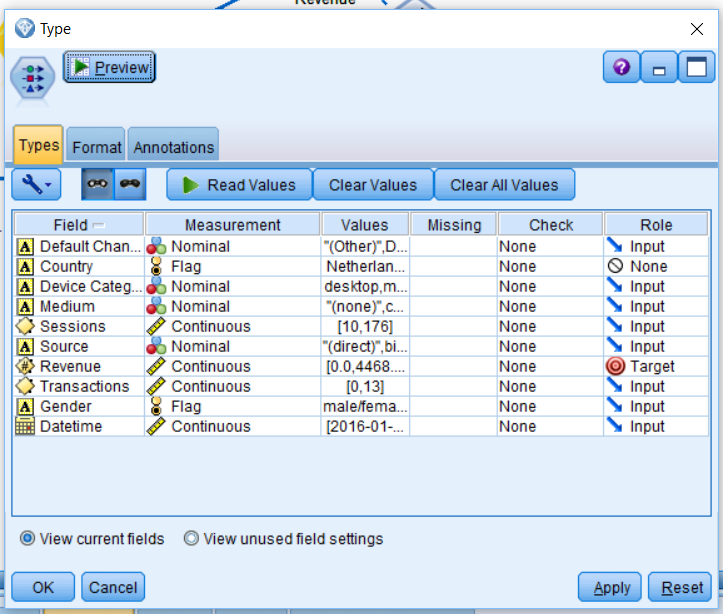 Revenue
Type
Preview
Types Format Annotations
Read Values Clear Values Clear All Values
Field Measurement Values Missing Check Role
Default Chan... Nominal "(Other)",D... None Input
Country Flag Netherlan... None None
Device Categ... Nominal desktop,m... None Input
Medium Nominal "(none)",c... None Input
Sessions Continuous [10,176] None Input
Source Nominal "(direct)",bi... None Input
Revenue Continuous [0.0,4468.... None Target
Transactions Continuous [0,13] None Input
Gender Flag male/fema... None Input
Datetime Continuous [2016-01-... None Input
View current fields View unused field settings
OK Cancel Apply Reset